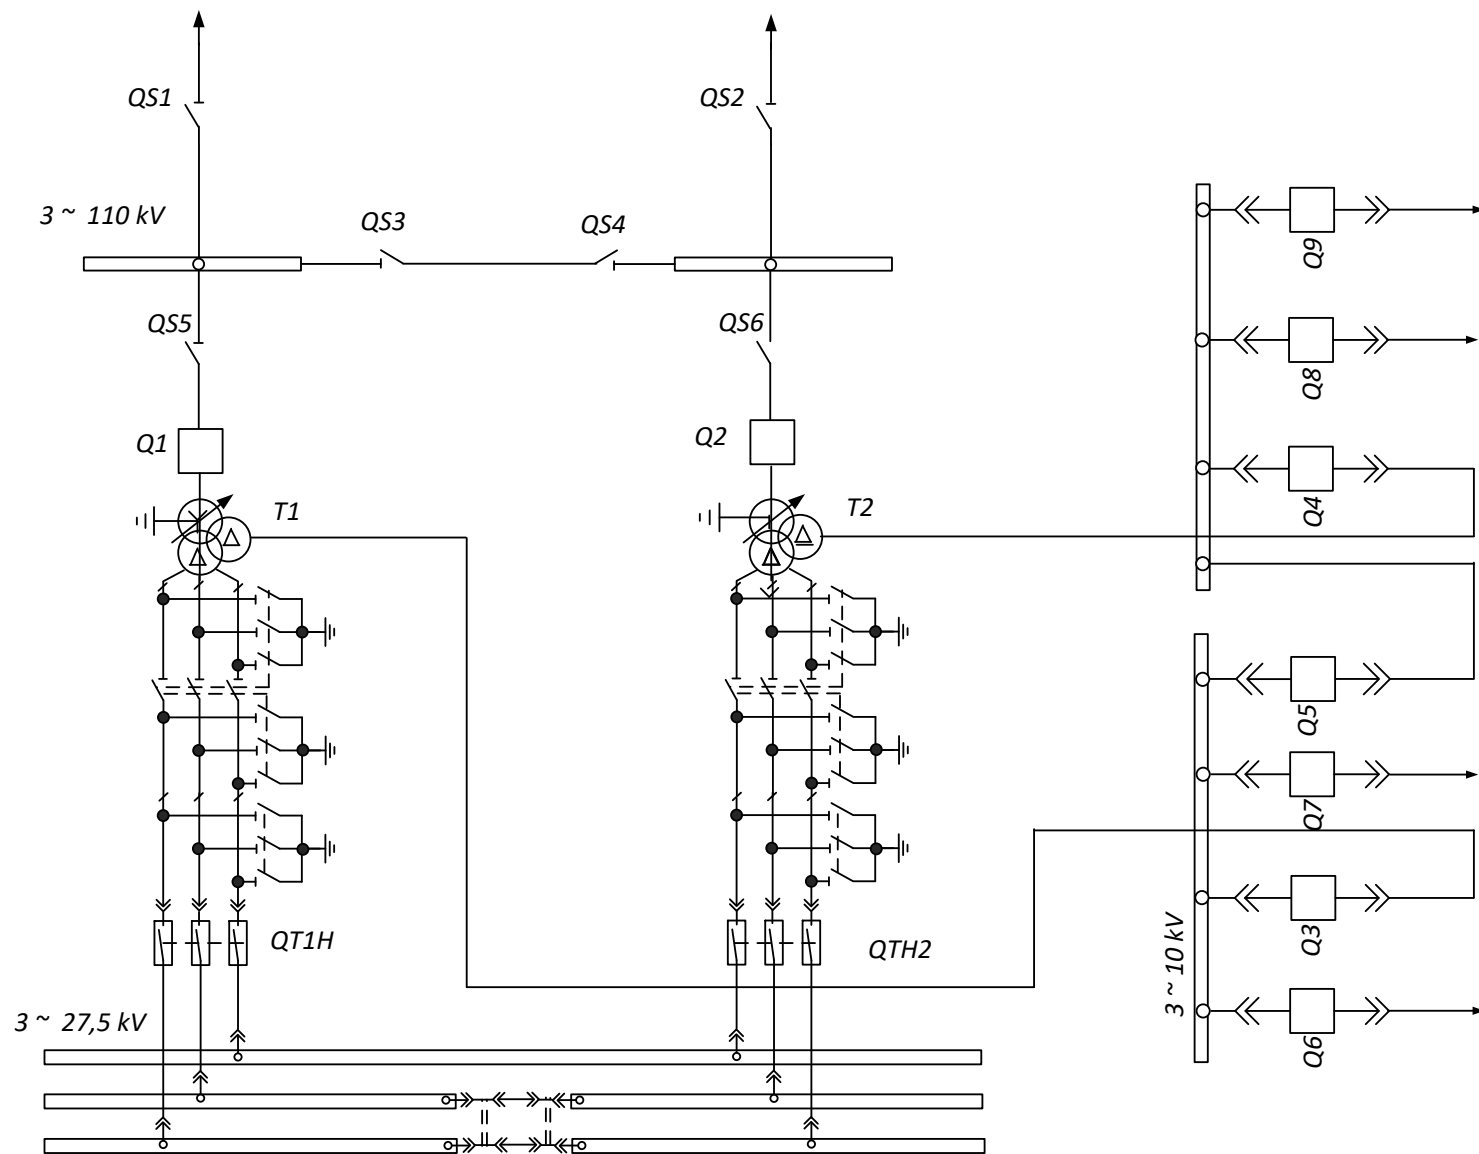 QS1
QS2
3 ~ 110 kV
QS3
QS4
QS5
QS6
Q1
Q2
T1
T2
QT1H
QTH2
3 ~ 27,5 kV
Q9
Q8
Q4
Q5
Q7
Q3
3 ~ 10 kV
Q6